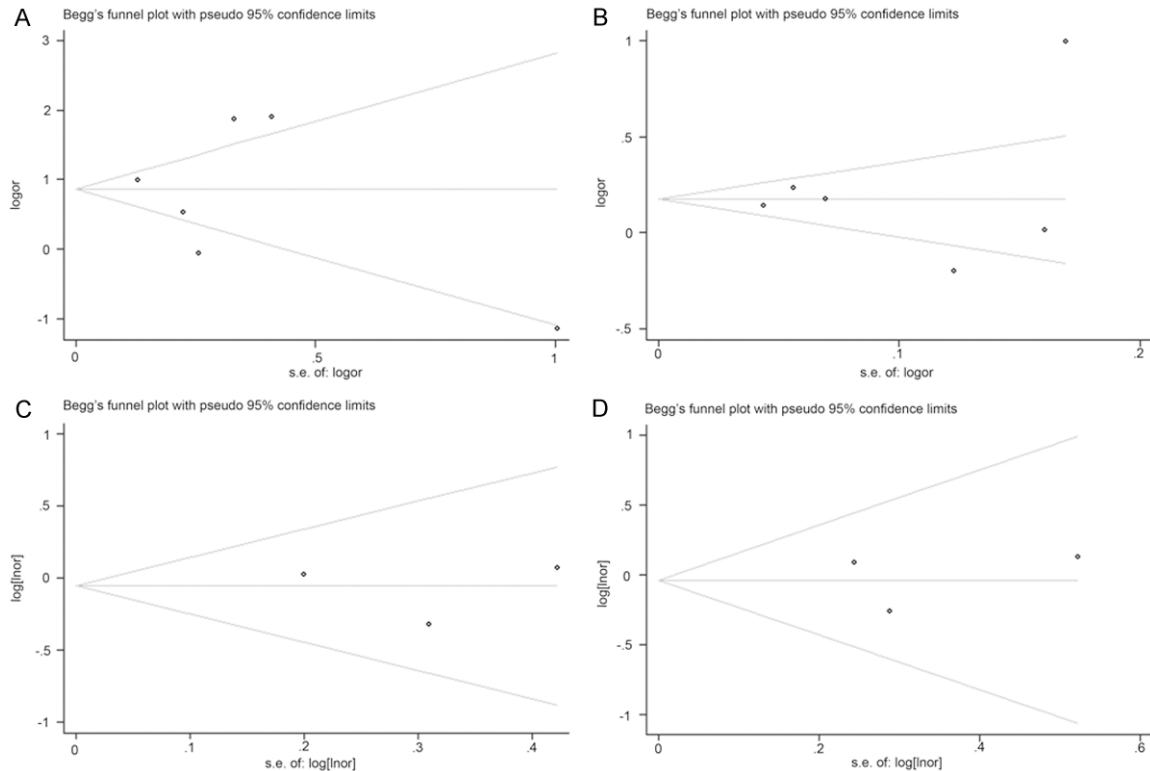 A
Begg's funnel plot with pseudo 95% confidence limits
3
2
1
0
-1
logor
0
.5
1
s.e. of: logor
B
Begg's funnel plot with pseudo 95% confidence limits
1
.5
0
-.5
logor
0
.1
.2
s.e. of: logor
C
Begg's funnel plot with pseudo 95% confidence limits
1
.5
0
-.5
-1
log[lnor]
0
.1
.2
.3
.4
s.e. of: log[lnor]
D
Begg's funnel plot with pseudo 95% confidence limits
1
.5
0
-.5
-1
log[lnor]
0
.2
.4
.6
s.e. of: log[lnor]